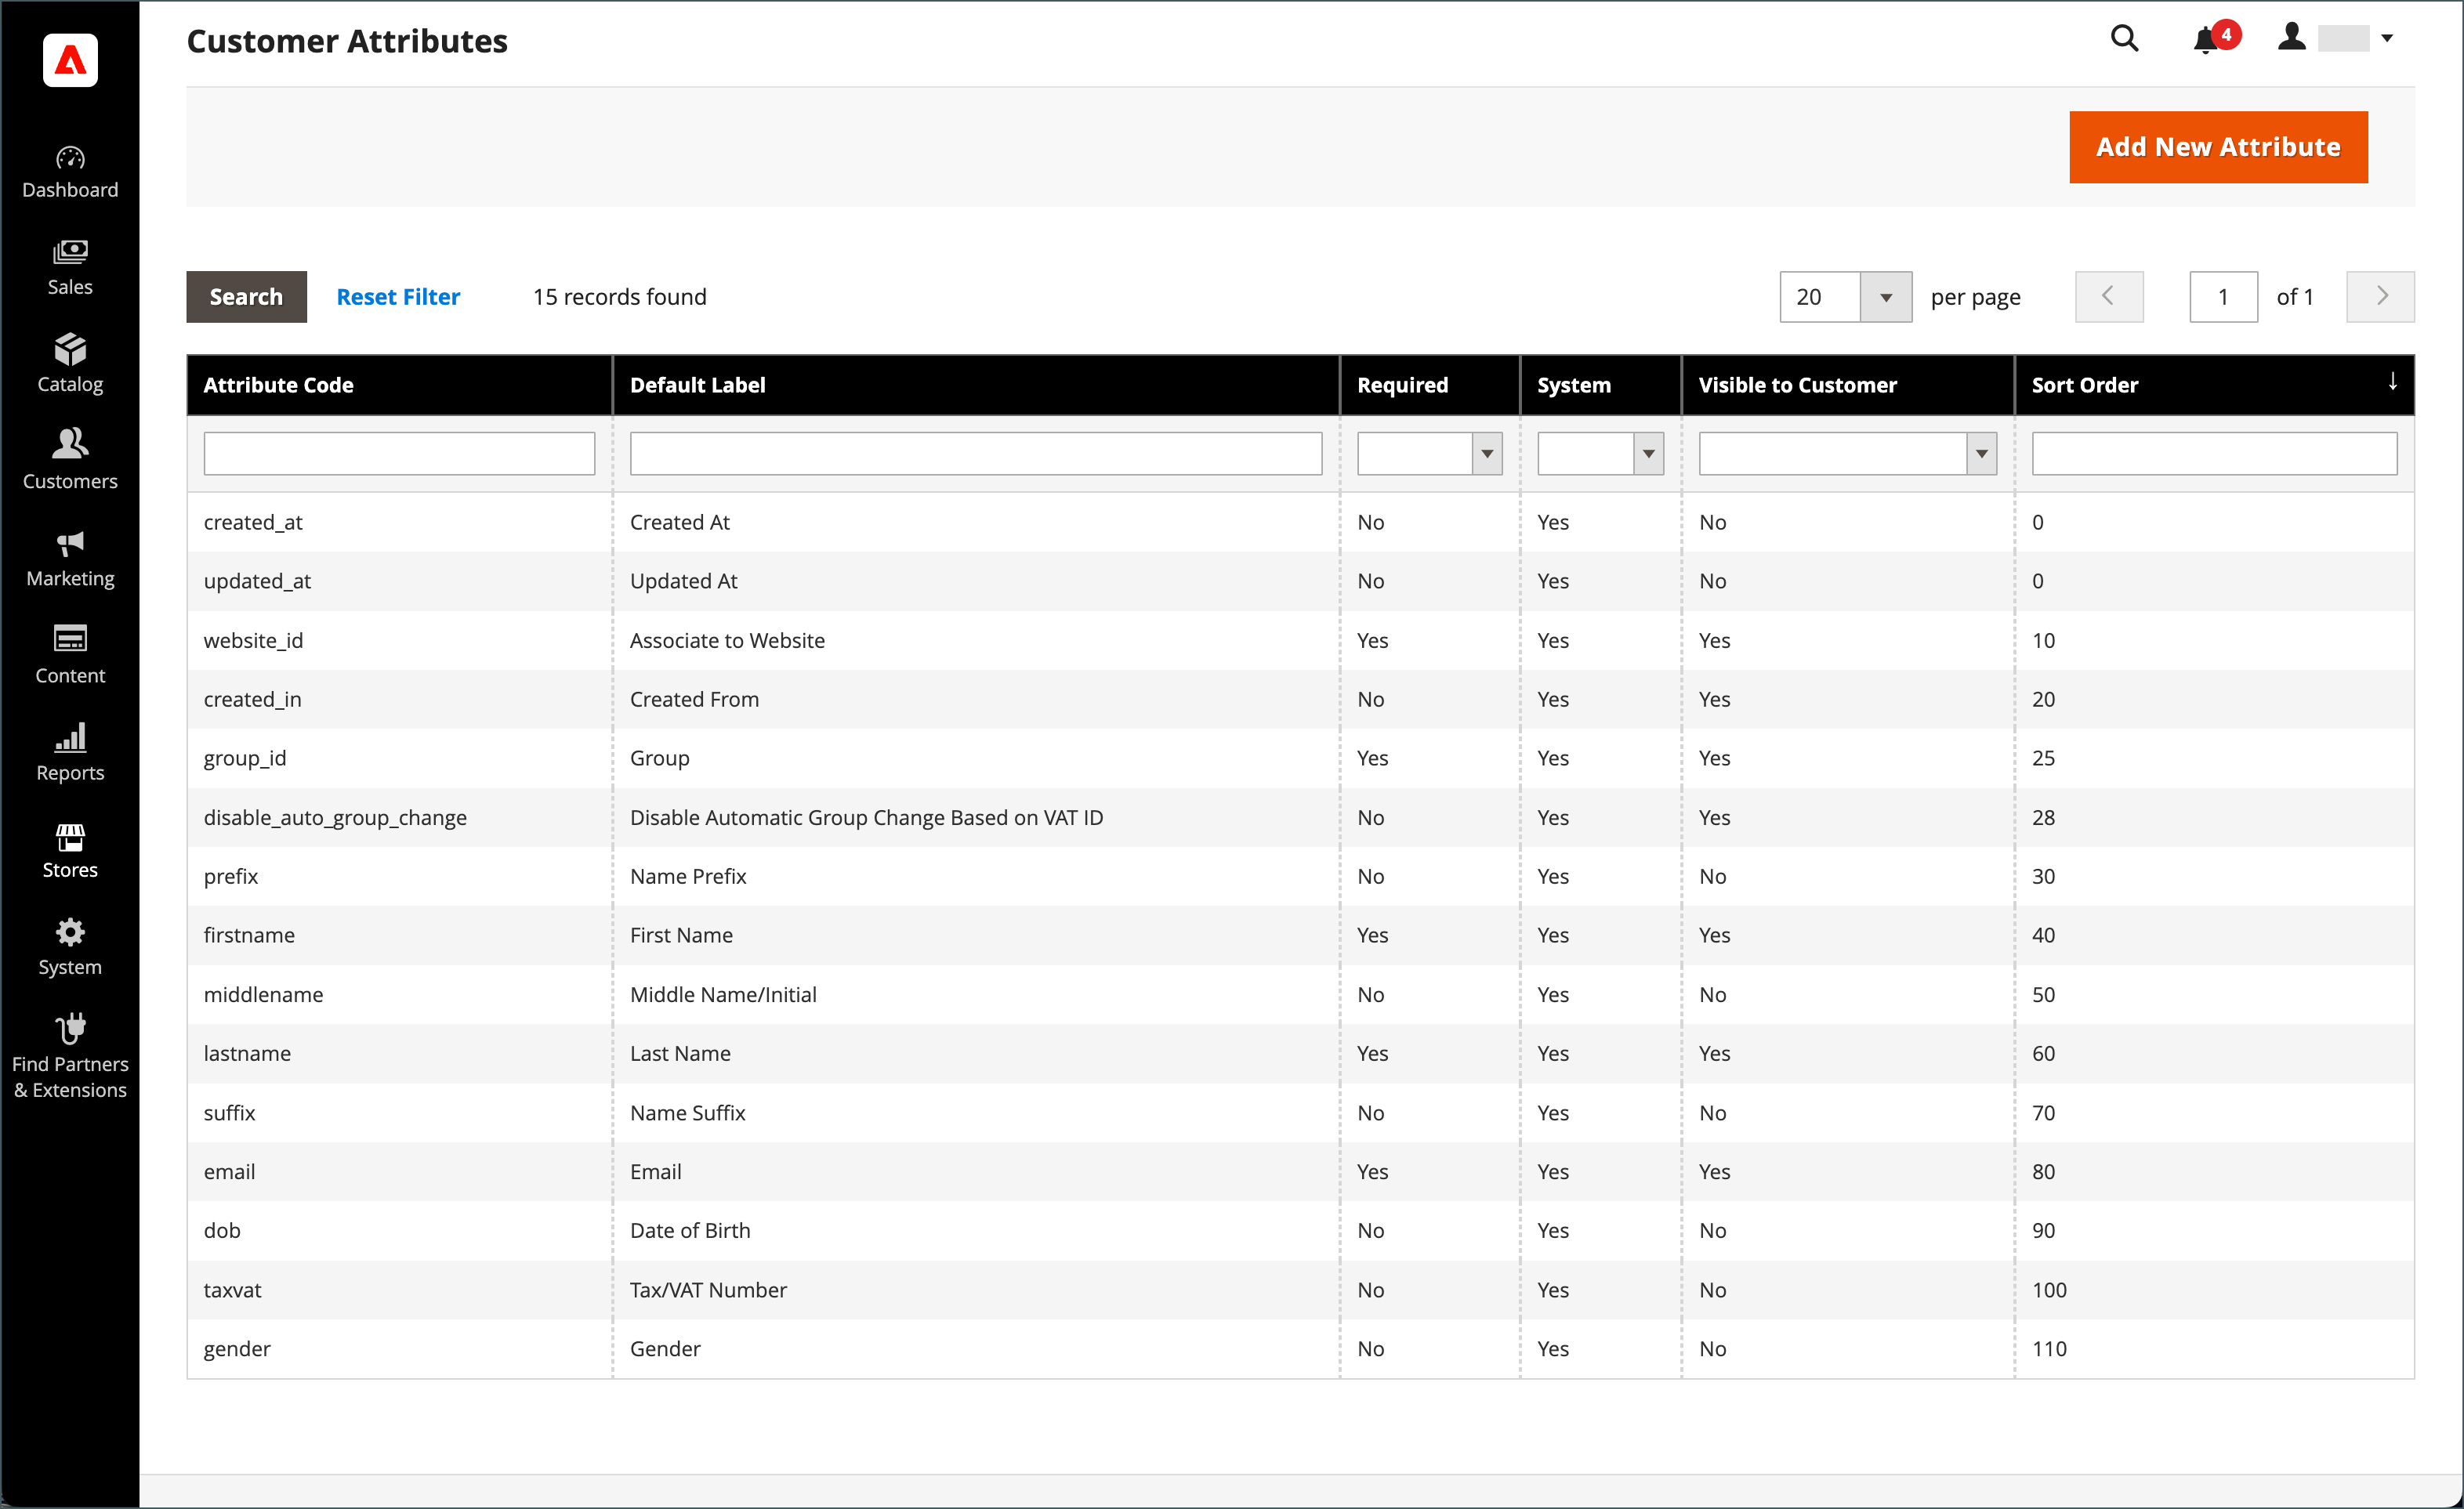 Customer Attributes
4
Add New Attribute
Dashboard
Sales
Catalog
Customers
Marketing
Content
Reports
Stores
System
Find Partners
& Extensions
Search Reset Filter 15 records found 20 per page 1 of 1
Attribute Code Default Label Required System Visible to Customer Sort Order
created_at Created At No Yes No 0
updated_at Updated At No Yes No 0
website_id Associate to Website Yes Yes Yes 10
created_in Created From No Yes Yes 20
group_id Group Yes Yes Yes 25
disable_auto_group_change Disable Automatic Group Change Based on VAT ID No Yes Yes 28
prefix Name Prefix No Yes No 30
firstname First Name Yes Yes Yes 40
middlename Middle Name/Initial No Yes No 50
lastname Last Name Yes Yes Yes 60
suffix Name Suffix No Yes No 70
email Email Yes Yes Yes 80
dob Date of Birth No Yes No 90
taxvat Tax/VAT Number No Yes No 100
gender Gender No Yes No 110